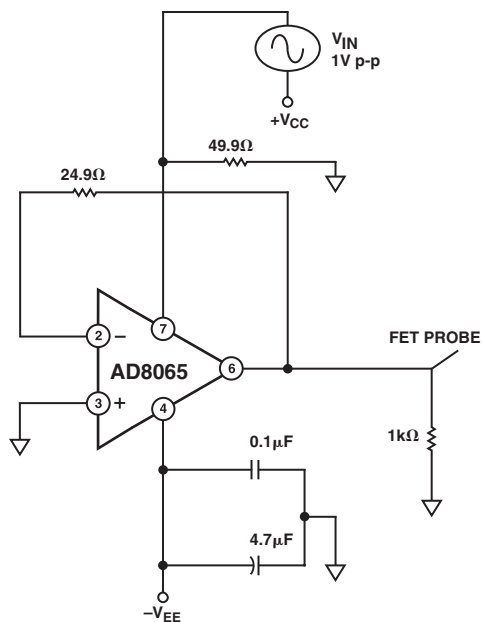 V_IN
1V p-p
+V_CC
49.9Ω
24.9Ω
7
2 −
AD8065
6
FET PROBE
3 +
4
1kΩ
0.1μF
4.7μF
−V_EE